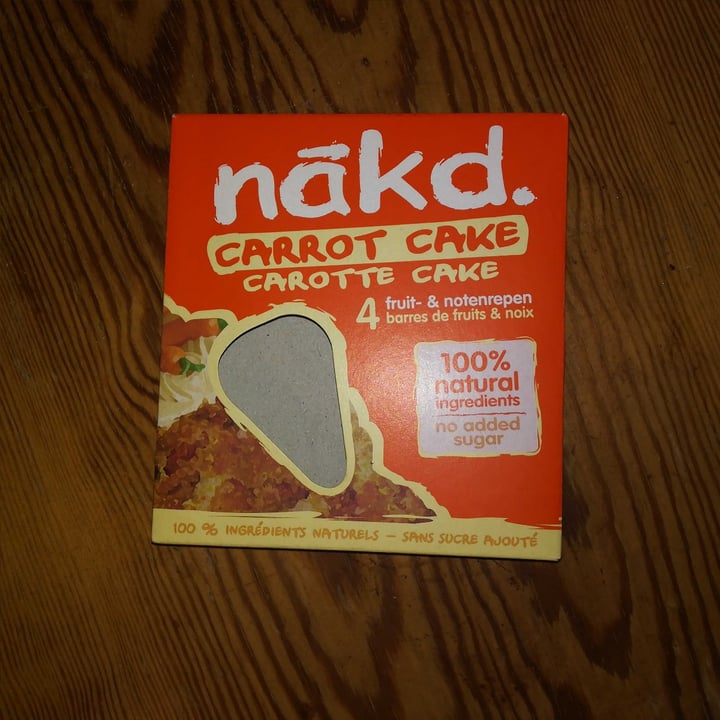 nākd.
CARROT CAKE
CAROTTE CAKE
4 fruit- & notenrepen
barres de fruits & noix
100%
natural
ingredients
no added
sugar
100 % INGRÉDIENTS NATURELS – SANS SUCRE AJOUTÉ